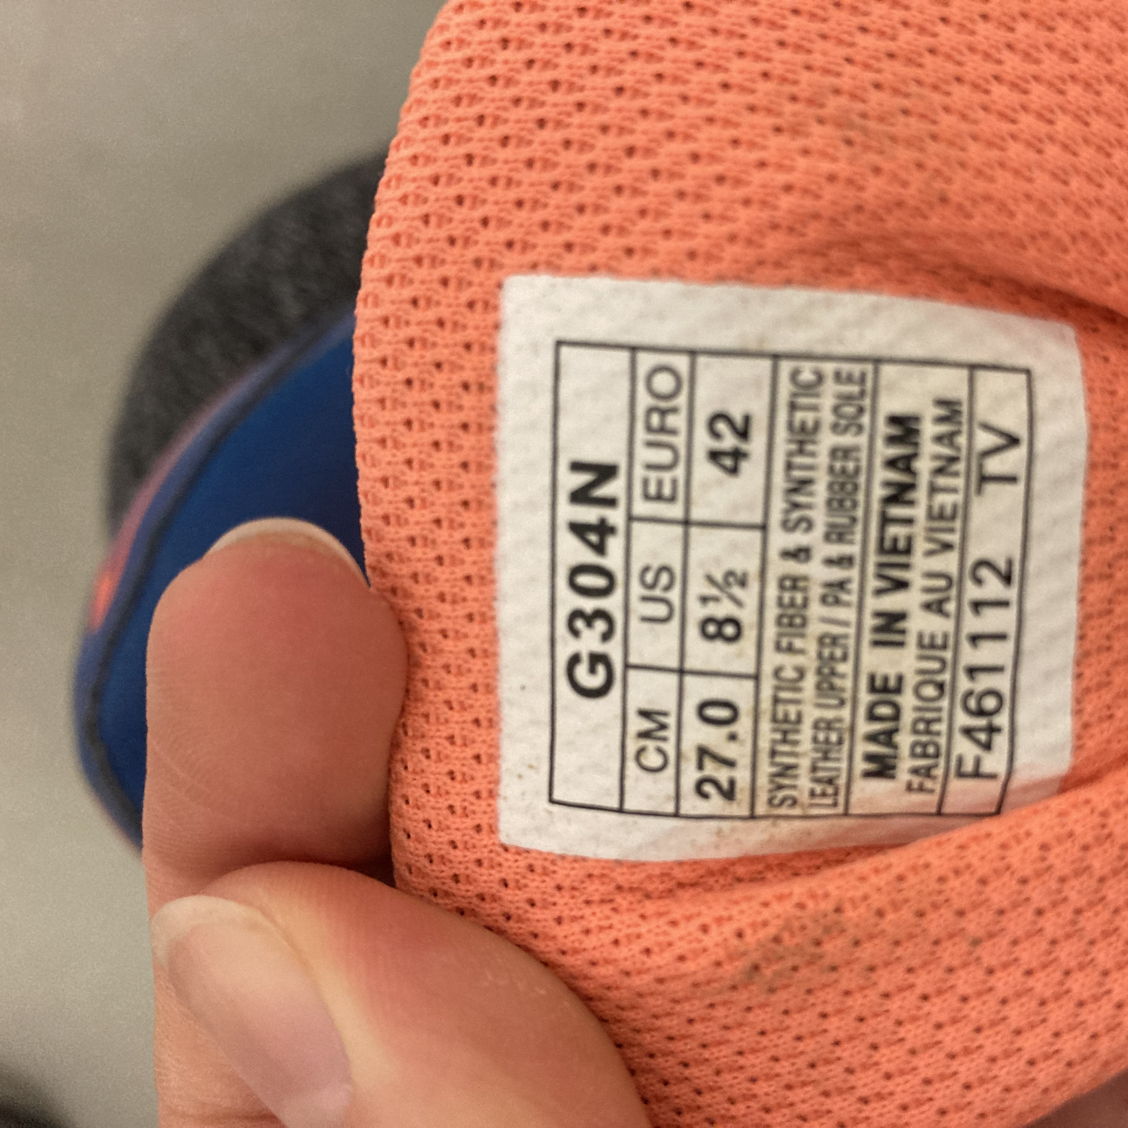 G304N
CM US EURO
27.0 8½ 42
SYNTHETIC FIBER & SYNTHETIC
LEATHER UPPER / PA & RUBBER SOLE
MADE IN VIETNAM
FABRIQUE AU VIETNAM
F461112 TV